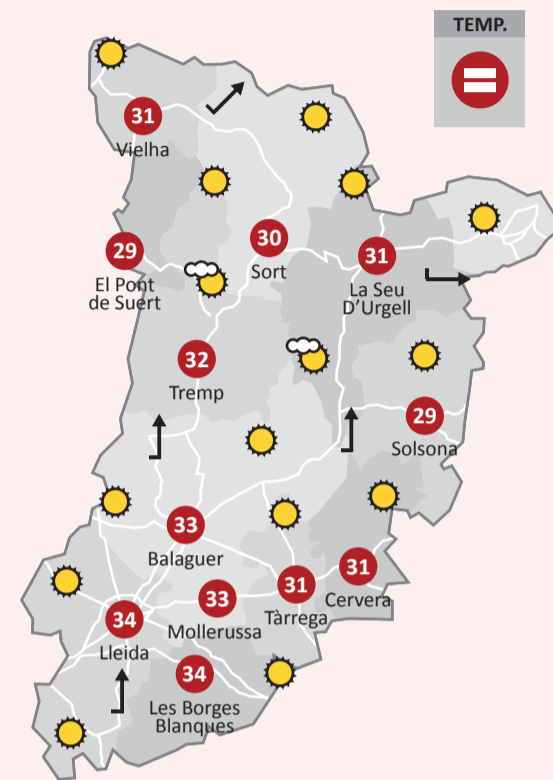 TEMP.
31
Vielha
29
El Pont
de Suert
30
Sort
31
La Seu
D'Urgell
32
Tremp
29
Solsona
33
Balaguer
31
Cervera
31
Tàrrega
33
Mollerussa
34
Lleida
34
Les Borges
Blanques